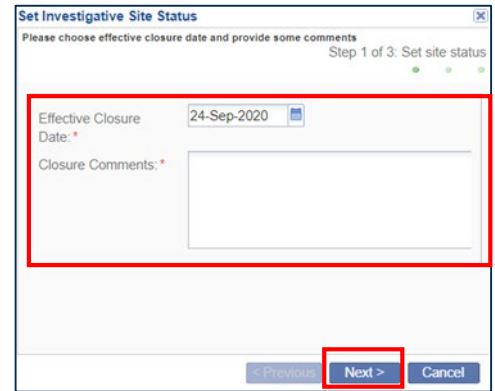 Set Investigative Site Status
Please choose effective closure date and provide some comments
Step 1 of 3: Set site status
Effective Closure
Date: *
24-Sep-2020
Closure Comments: *
< Previous
Next >
Cancel